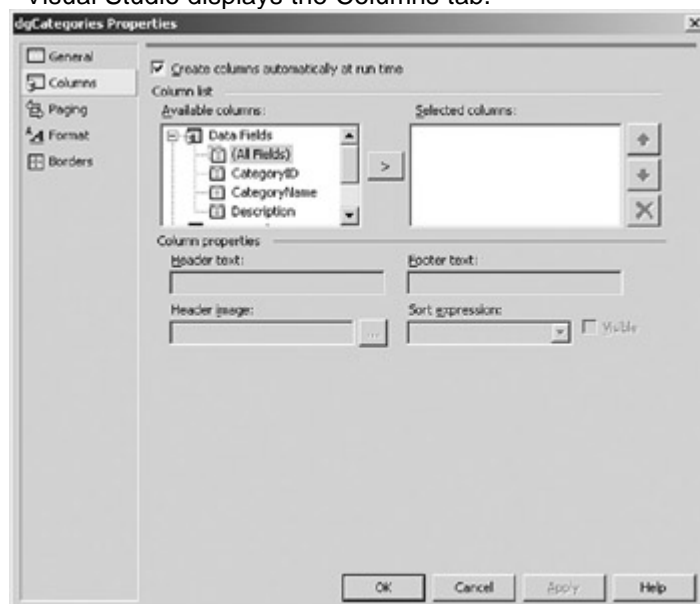 Visual Studio displays the Columns tab.
dgCategories Properties
General
Columns
Paging
Format
Borders
Create columns automatically at run time
Column list
Available columns:
Selected columns:
Data Fields
(All Fields)
CategoryID
CategoryName
Description
>
Column properties
Header text:
Footer text:
Header image:
Sort expression:
...
Visible
OK
Cancel
Apply
Help